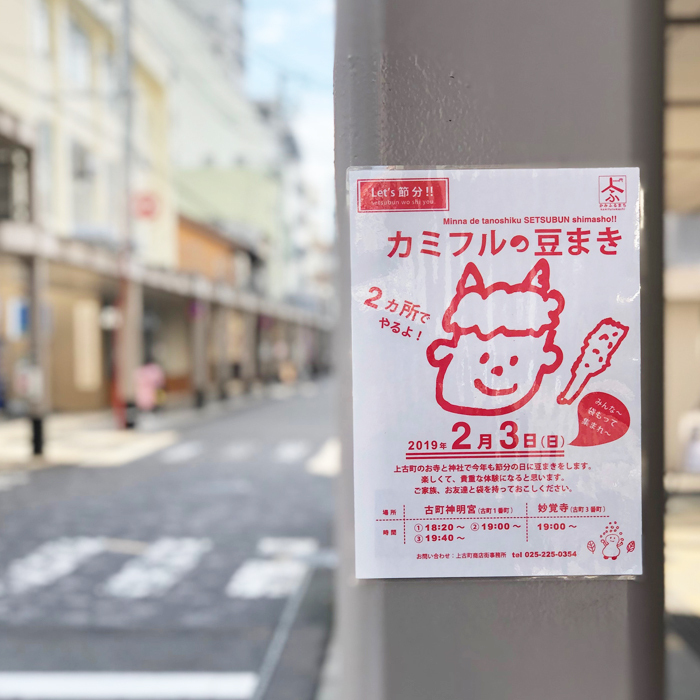 Let's 節分!!
setsubun wo shiyou
Minna de tanoshiku SETSUBUN shimasho!!
カミフルの豆まき
2カ所で
やるよ!
みんな〜
袋もって
集まれ〜
2019年2月3日(日)
上古町のお寺と神社で今年も節分の日に豆まきをします。
楽しくて、貴重な体験になると思います。
ご家族、お友達と袋を持っておこしください。
場所 古町神明宮(古町1番町) 妙覚寺(古町3番町)
時間 ①18:20〜 ②19:00〜 19:00〜
③19:40〜
お問い合わせ:上古町商店街事務所 tel 025-225-0354